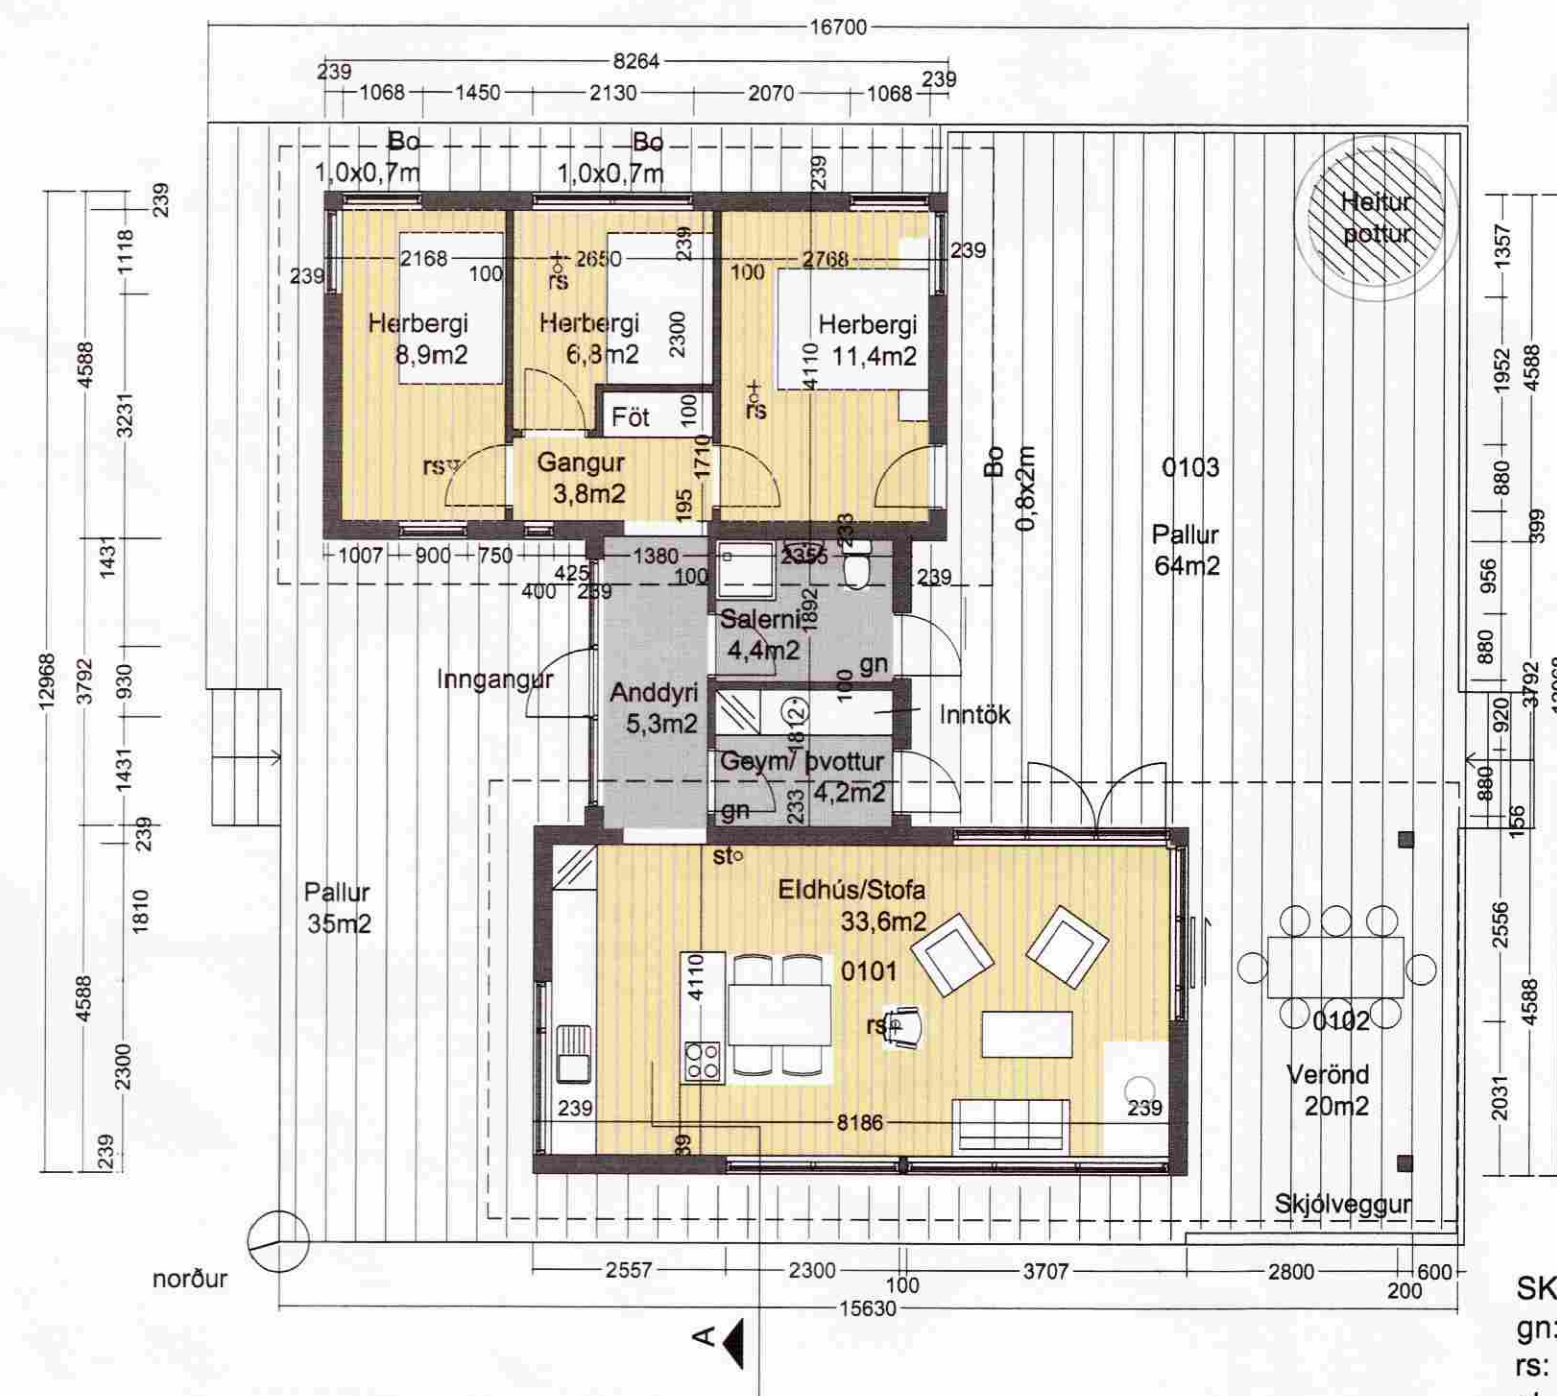 16700
8264
239
239
1068
1450
2130
2070
1068
Bo
1,0x0,7m
Bo
1,0x0,7m
239
239
1118
3231
4588
12968
3792
1431
930
1431
239
1810
4588
2300
239
239
2168
100
2650
239
rs
100
2768
239
Heitur
pottur
Herbergi
8,9m2
Herbergi
6,8m2
2300
Herbergi
11,4m2
4110
rs
Föt
100
1710
rs
Gangur
3,8m2
195
Bo
0,8x2m
0103
Pallur
64m2
1007
900
750
425
400
239
1380
100
2355
233
239
Salerni
4,4m2
1892
gn
100
Inngangur
Anddyri
5,3m2
Inntök
1812
Geym/ þvottur
4,2m2
gn
233
1357
1952
4588
880
399
956
880
3792
920
880
156
2556
4588
2031
st
Eldhús/Stofa
33,6m2
0101
4110
rs
Pallur
35m2
239
8186
239
39
0102
Verönd
20m2
Skjólveggur
norður
2557
2300
100
3707
2800
200
600
15630
A
SK
gn:
rs: